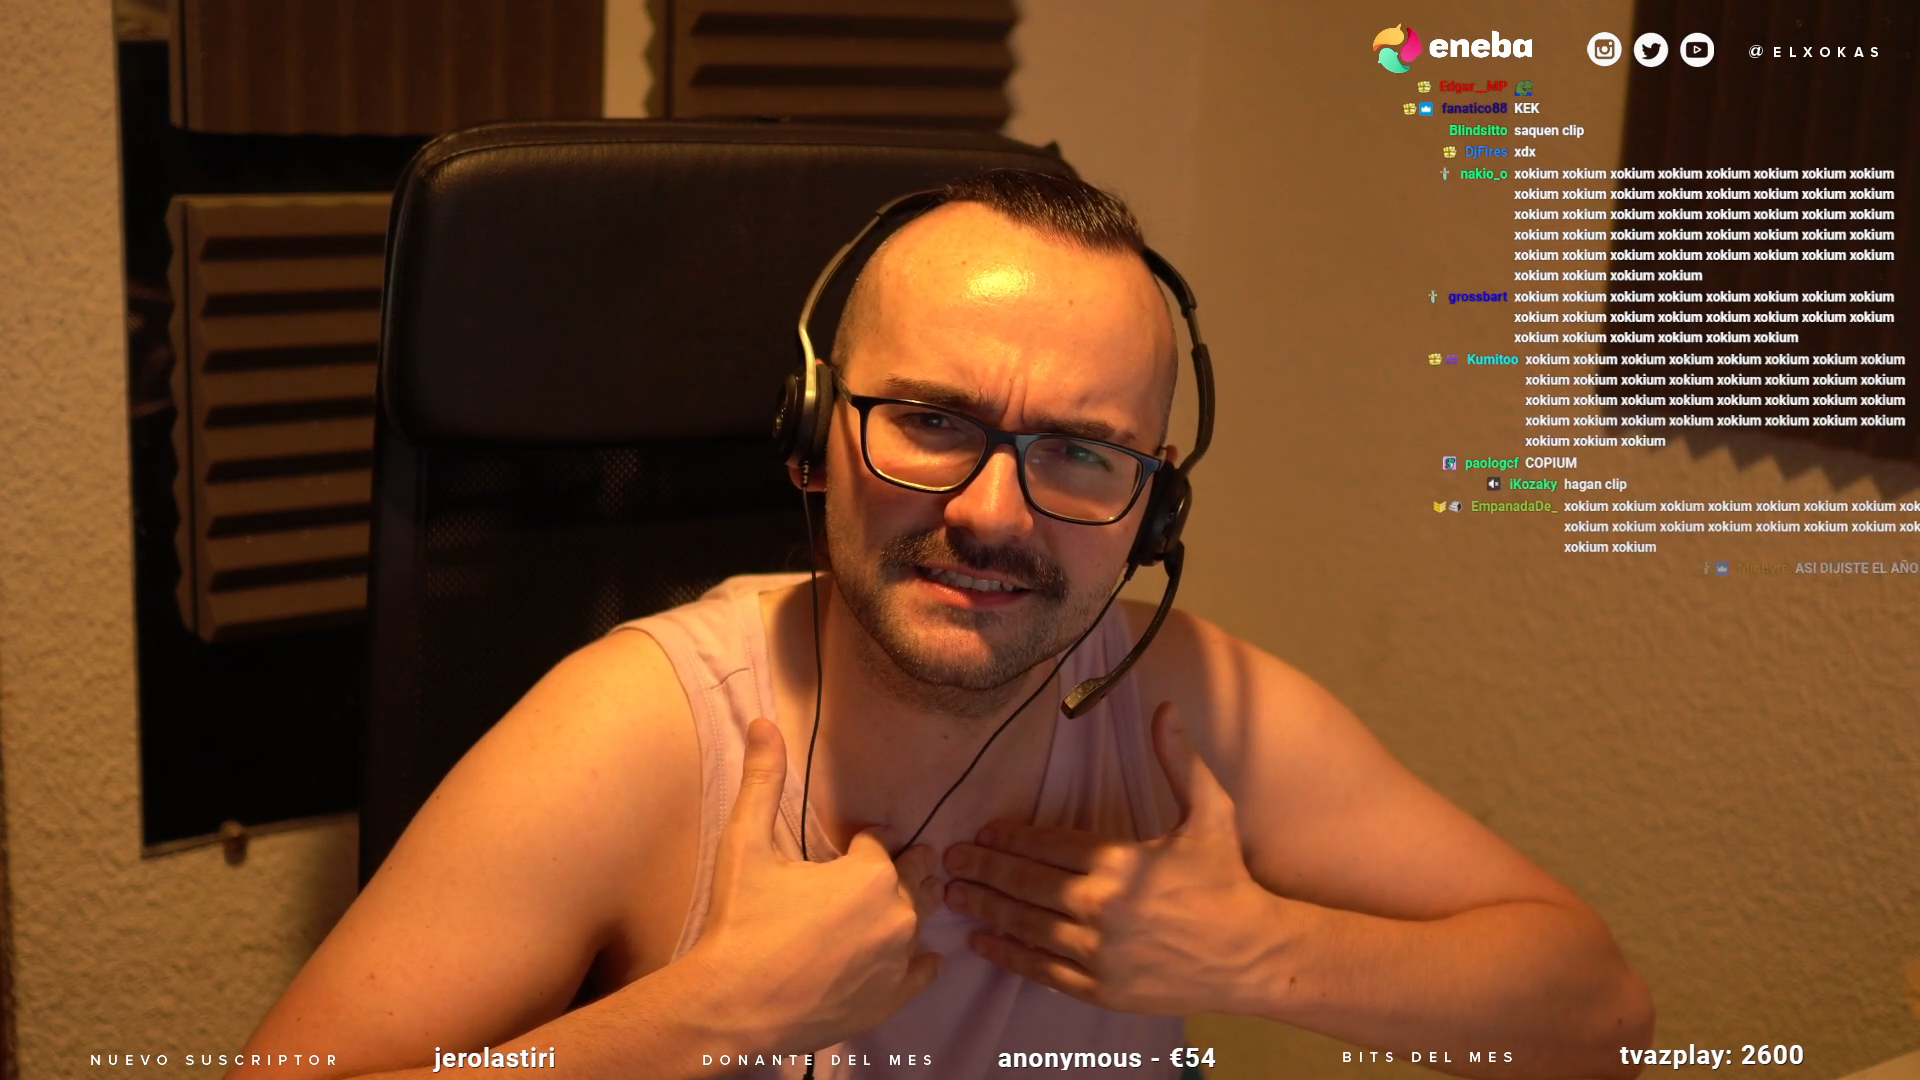 eneba
@ELXOKAS
Edgar__MP
fanatico88 KEK
Blindsitto saquen clip
DjFires xdx
nakio_o xokium xokium xokium xokium xokium xokium xokium xokium
xokium xokium xokium xokium xokium xokium xokium xokium
xokium xokium xokium xokium xokium xokium xokium xokium
xokium xokium xokium xokium xokium xokium xokium xokium
xokium xokium xokium xokium xokium xokium xokium xokium
xokium xokium xokium xokium
grossbart xokium xokium xokium xokium xokium xokium xokium xokium
xokium xokium xokium xokium xokium xokium xokium xokium
xokium xokium xokium xokium xokium xokium
Kumitoo xokium xokium xokium xokium xokium xokium xokium xokium
xokium xokium xokium xokium xokium xokium xokium xokium
xokium xokium xokium xokium xokium xokium xokium xokium
xokium xokium xokium xokium xokium xokium xokium xokium
xokium xokium xokium
paologcf COPIUM
iKozaky hagan clip
EmpanadaDe_ xokium xokium xokium xokium xokium xokium xokium xok
xokium xokium xokium xokium xokium xokium xokium xok
xokium xokium
ASI DIJISTE EL AÑO
NUEVO SUSCRIPTOR jerolastiri DONANTE DEL MES anonymous - €54 BITS DEL MES tvazplay: 2600